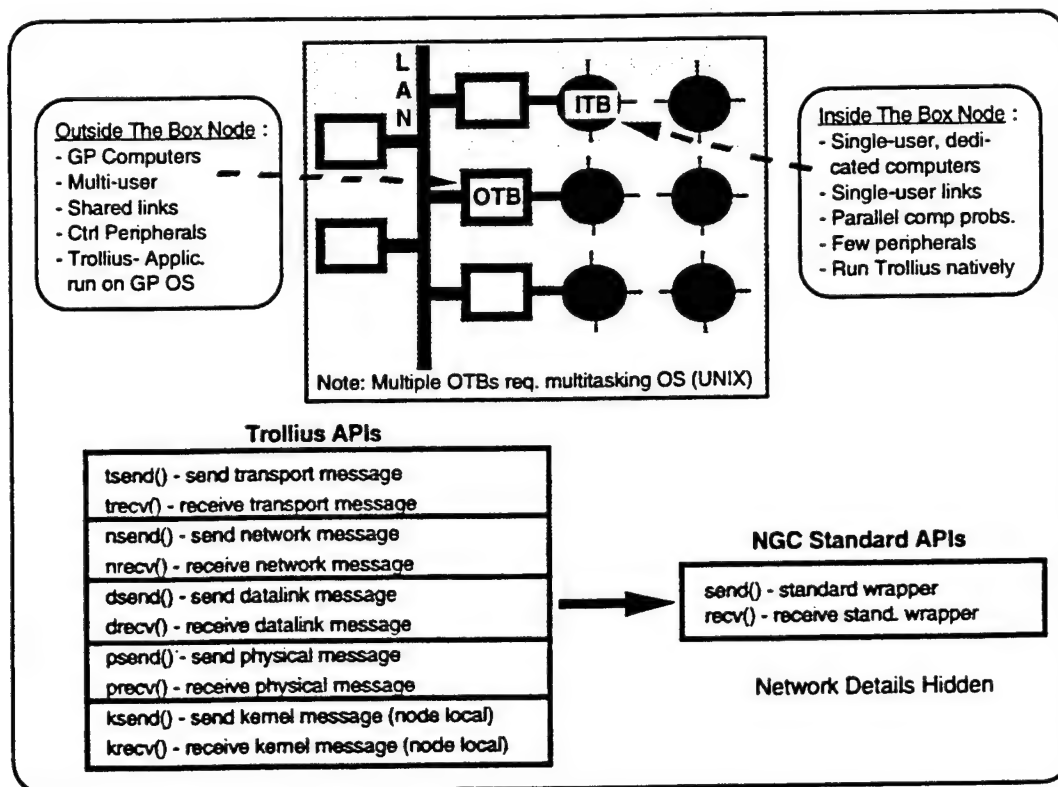 L
A
N
ITB
OTB
Outside The Box Node :
- GP Computers
- Multi-user
- Shared links
- Ctrl Peripherals
- Trollius- Applic.
run on GP OS
Inside The Box Node :
- Single-user, dedi-
cated computers
- Single-user links
- Parallel comp probs.
- Few peripherals
- Run Trollius natively
Note: Multiple OTBs req. multitasking OS (UNIX)
Trollius APIs
tsend() - send transport message
trecv() - receive transport message
nsend() - send network message
nrecv() - receive network message
dsend() - send datalink message
drecv() - receive datalink message
psend() - send physical message
precv() - receive physical message
ksend() - send kernel message (node local)
krecv() - receive kernel message (node local)
NGC Standard APIs
send() - standard wrapper
recv() - receive stand. wrapper
Network Details Hidden